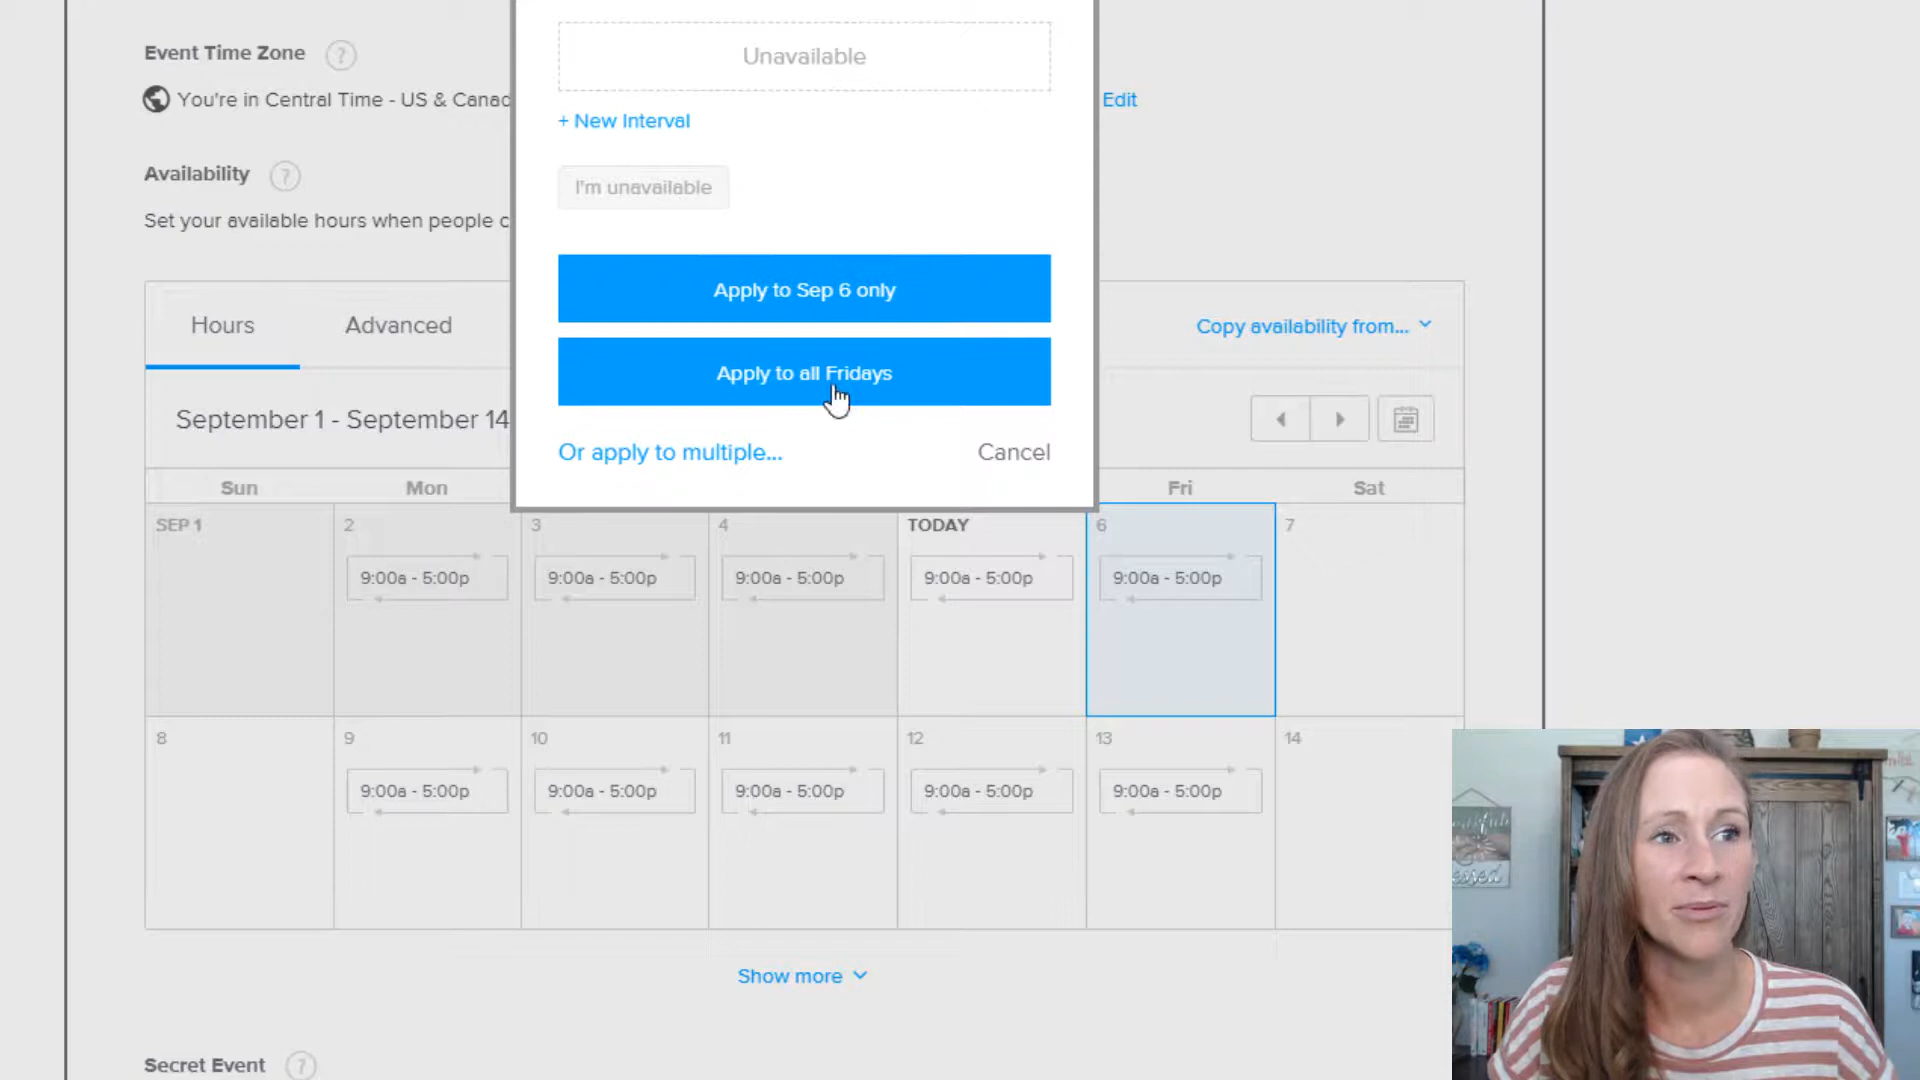 Event Time Zone ?
You're in Central Time - US & Canad
Edit
Availability ?
Set your available hours when people c
Unavailable
+ New Interval
I'm unavailable
Apply to Sep 6 only
Apply to all Fridays
Or apply to multiple...
Cancel
Hours
Advanced
Copy availability from...
September 1 - September 14
Sun
Mon
Fri
Sat
SEP 1
2
3
4
TODAY
6
7
9:00a - 5:00p
9:00a - 5:00p
9:00a - 5:00p
9:00a - 5:00p
9:00a - 5:00p
8
9
10
11
12
13
14
9:00a - 5:00p
9:00a - 5:00p
9:00a - 5:00p
9:00a - 5:00p
9:00a - 5:00p
Show more
Secret Event ?